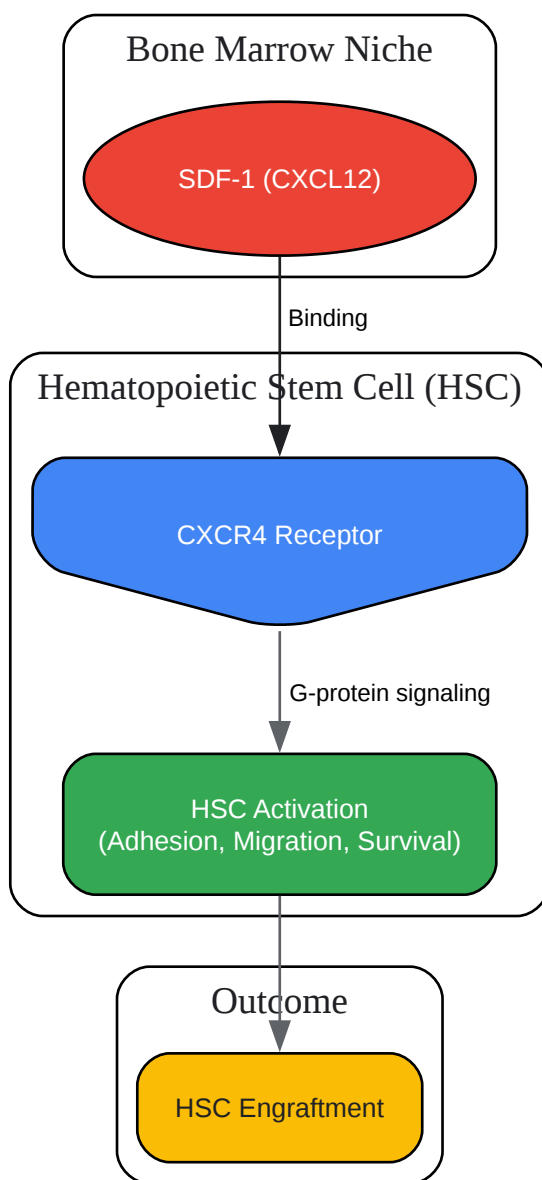 Bone Marrow Niche
SDF-1 (CXCL12)
Binding
Hematopoietic Stem Cell (HSC)
CXCR4 Receptor
G-protein signaling
HSC Activation
(Adhesion, Migration, Survival)
Outcome
HSC Engraftment